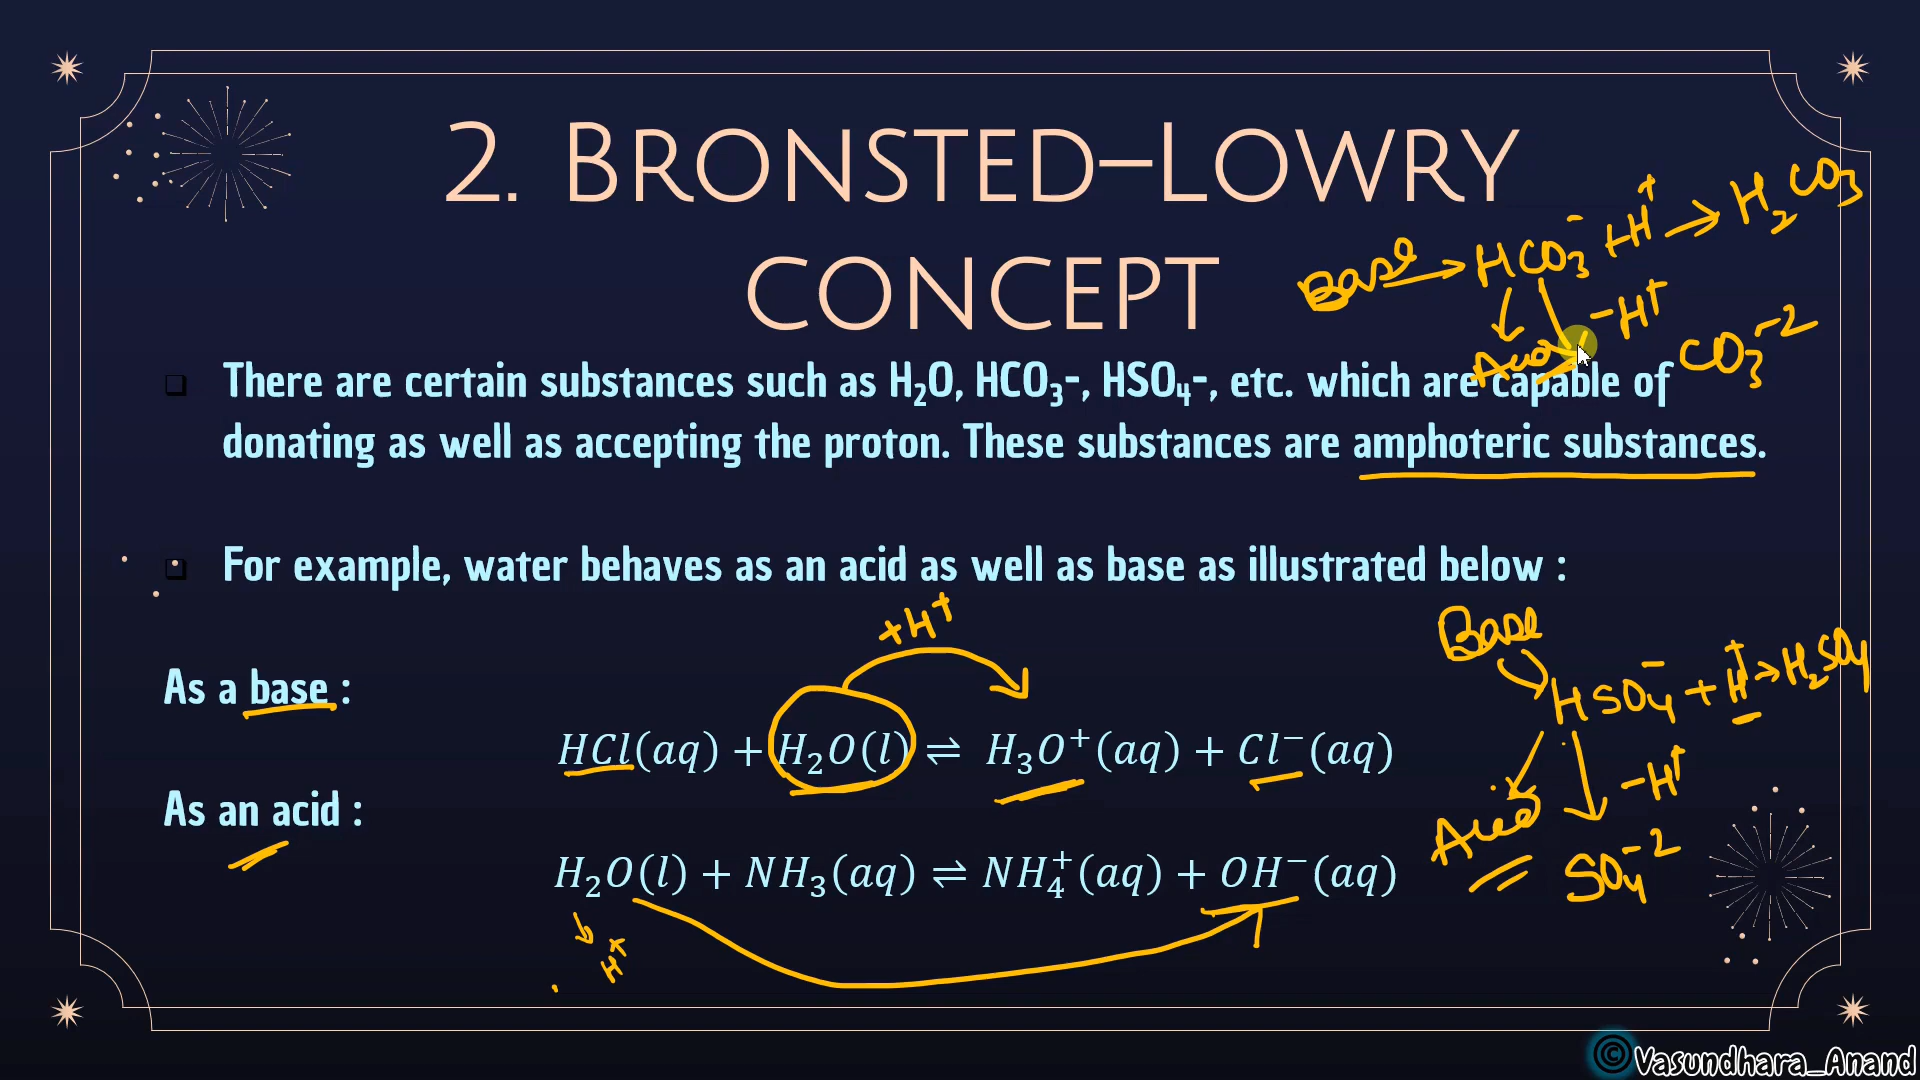 2. BRONSTED–LOWRY
CONCEPT
Base → HCO₃⁻ + H⁺ → H₂CO₃
Acid
-H⁺
CO₃⁻²
There are certain substances such as H₂O, HCO₃-, HSO₄-, etc. which are capable of
donating as well as accepting the proton. These substances are amphoteric substances.
For example, water behaves as an acid as well as base as illustrated below :
+H⁺
As a base :
HCl(aq) + H₂O(l) ⇌ H₃O⁺(aq) + Cl⁻(aq)
As an acid :
H₂O(l) + NH₃(aq) ⇌ NH₄⁺(aq) + OH⁻(aq)
H⁺
Base
HSO₄⁻ + H⁺ → H₂SO₄
Acid
-H⁺
SO₄⁻²
© Vasundhara_Anand